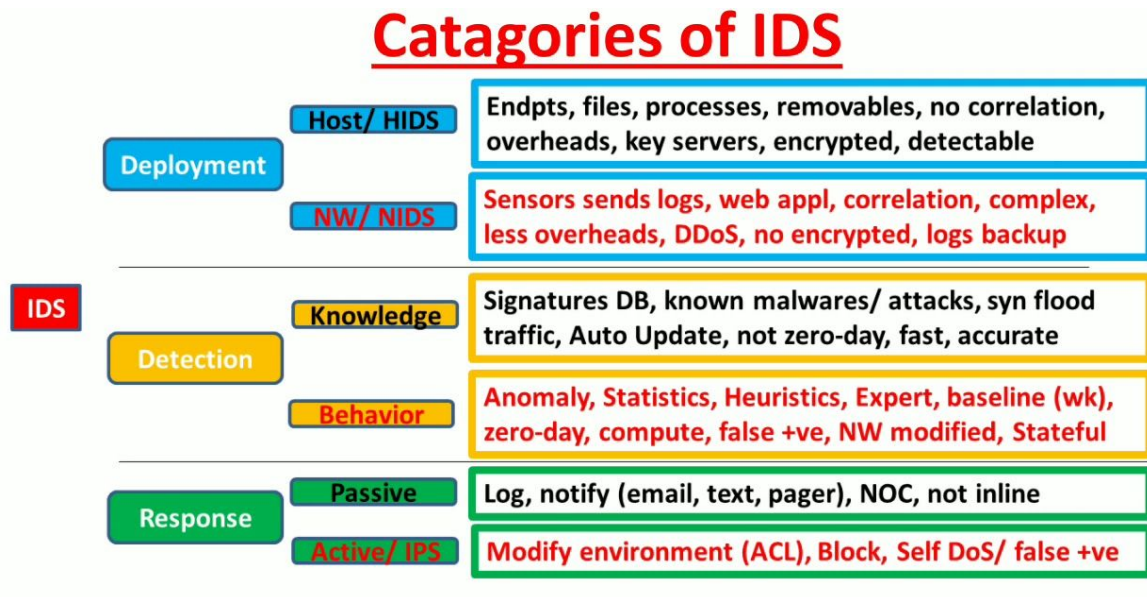 Catagories of IDS
IDS
Deployment
Host/ HIDS
Endpts, files, processes, removables, no correlation,
overheads, key servers, encrypted, detectable
NW/ NIDS
Sensors sends logs, web appl, correlation, complex,
less overheads, DDoS, no encrypted, logs backup
Detection
Knowledge
Signatures DB, known malwares/ attacks, syn flood
traffic, Auto Update, not zero-day, fast, accurate
Behavior
Anomaly, Statistics, Heuristics, Expert, baseline (wk),
zero-day, compute, false +ve, NW modified, Stateful
Response
Passive
Log, notify (email, text, pager), NOC, not inline
Active/ IPS
Modify environment (ACL), Block, Self DoS/ false +ve